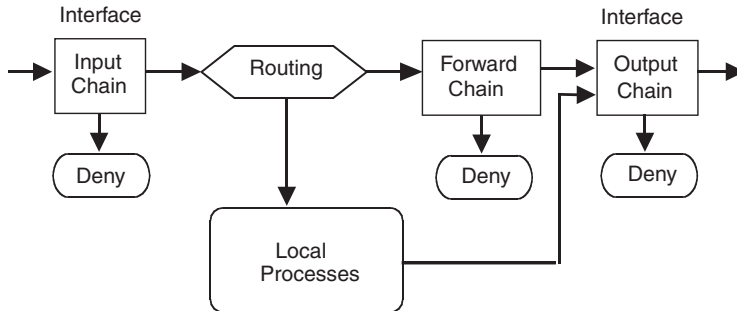 Interface
Interface
Input
Chain
Routing
Forward
Chain
Output
Chain
Deny
Deny
Deny
Local
Processes